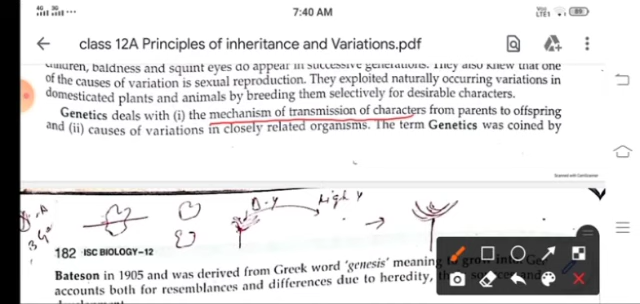 7:40 AM
class 12A Principles of inheritance and Variations.pdf
children, baldness and squint eyes do appear in successive generations. They also knew that one
of the causes of variation is sexual reproduction. They exploited naturally occurring variations in
domesticated plants and animals by breeding them selectively for desirable characters.
Genetics deals with (i) the mechanism of transmission of characters from parents to offspring
and (ii) causes of variations in closely related organisms. The term Genetics was coined by
Scanned with CamScanner
D.Y High Y
182 ISC BIOLOGY-12
Bateson in 1905 and was derived from Greek word 'genesis' meaning
accounts both for resemblances and differences due to heredity,